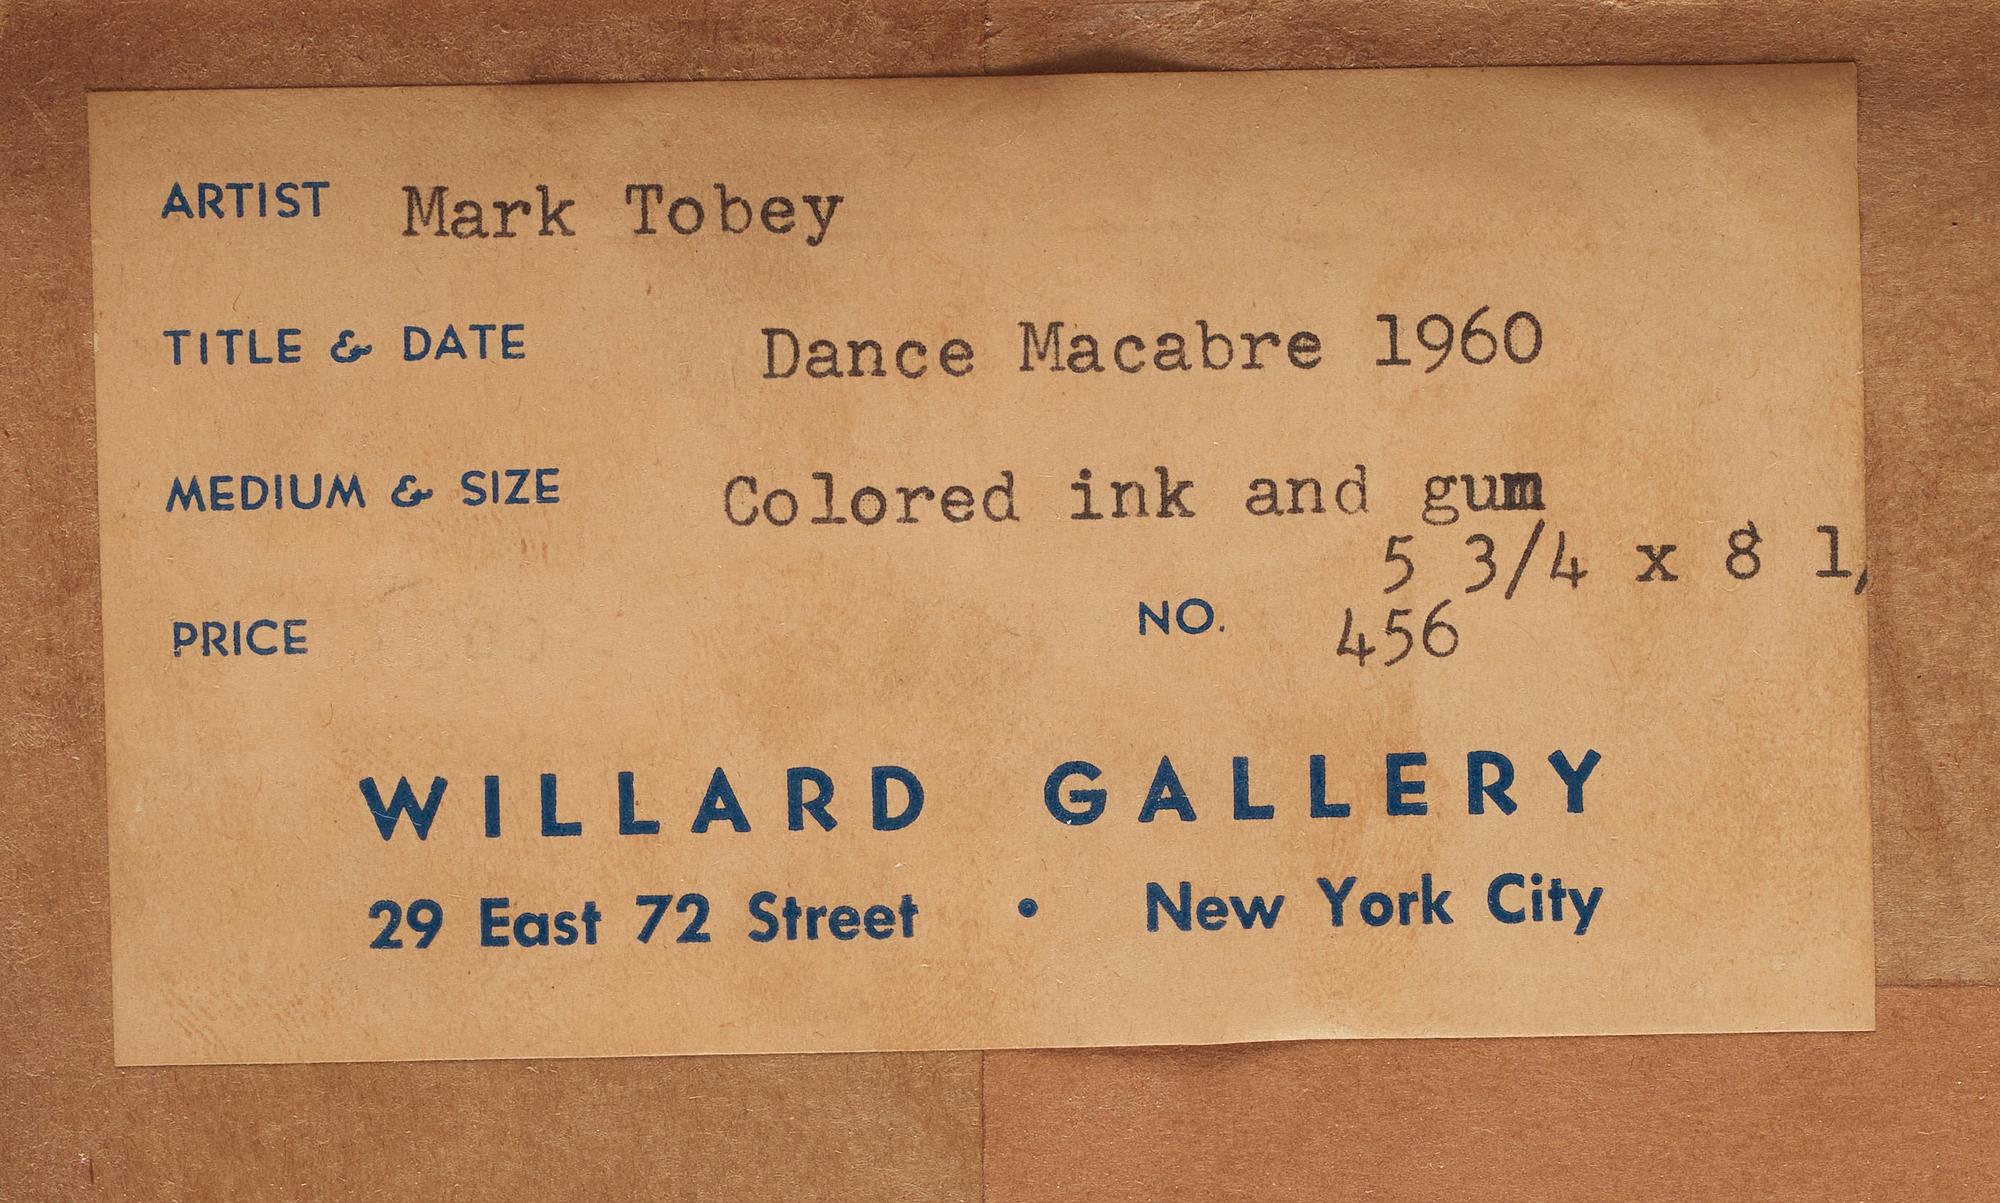 ARTIST Mark Tobey
TITLE & DATE Dance Macabre 1960
MEDIUM & SIZE Colored ink and gum
5 3/4 x 8 1/
PRICE NO. 456
WILLARD GALLERY
29 East 72 Street • New York City